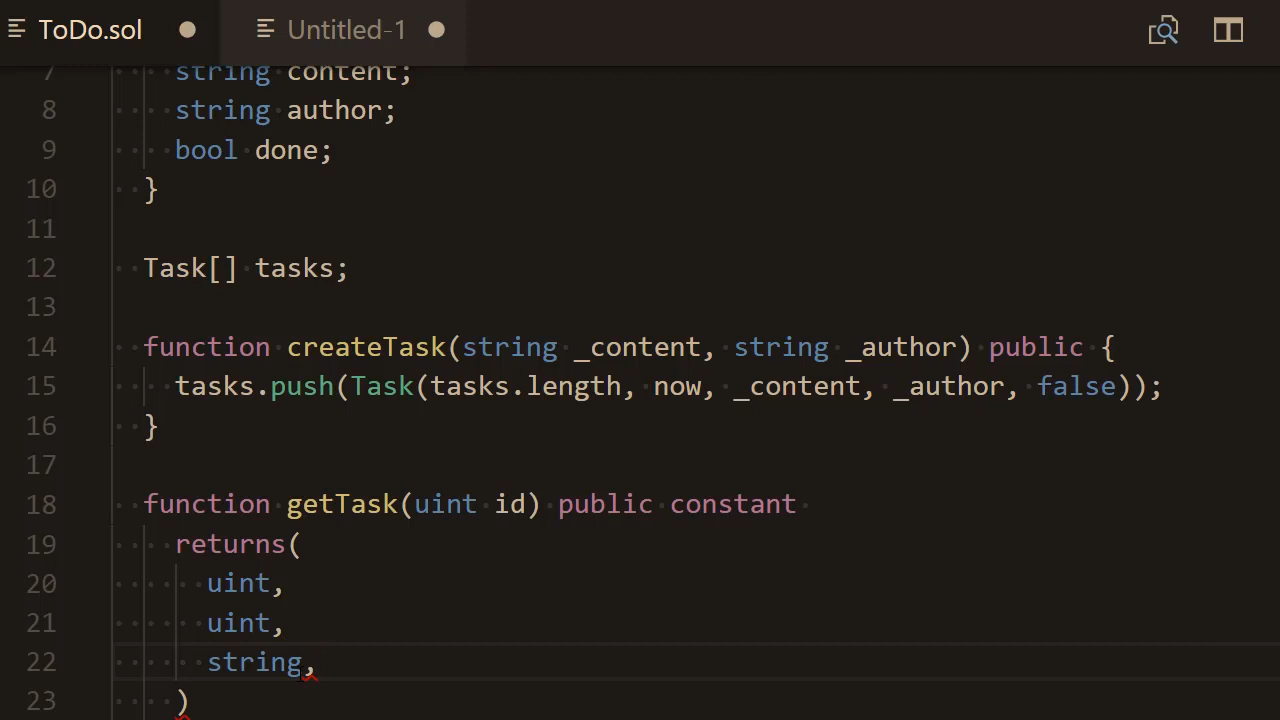 ToDo.sol Untitled-1
7 string content;
8 string author;
9 bool done;
10 }
11
12 Task[] tasks;
13
14 function createTask(string _content, string _author) public {
15 tasks.push(Task(tasks.length, now, _content, _author, false));
16 }
17
18 function getTask(uint id) public constant
19 returns(
20 uint,
21 uint,
22 string,
23 )